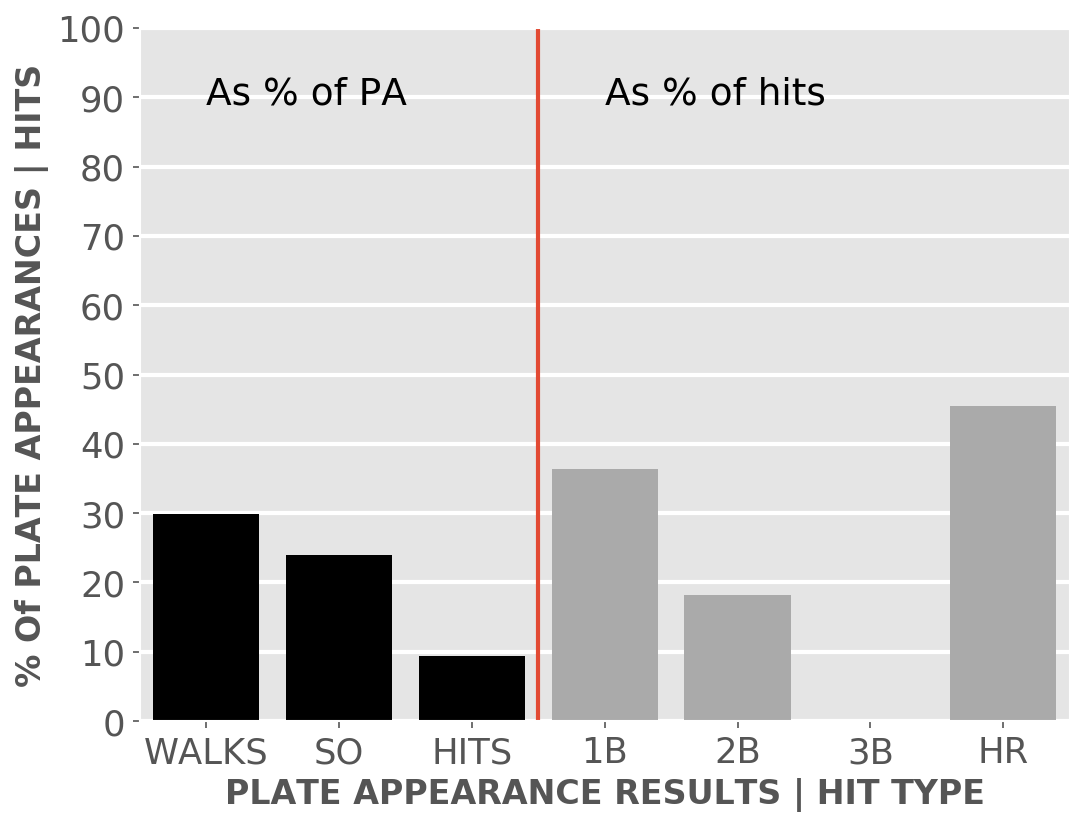 100
90
80
70
60
50
40
30
20
10
0
% Of PLATE APPEARANCES | HITS
As % of PA
As % of hits
WALKS SO HITS 1B 2B 3B HR
PLATE APPEARANCE RESULTS | HIT TYPE